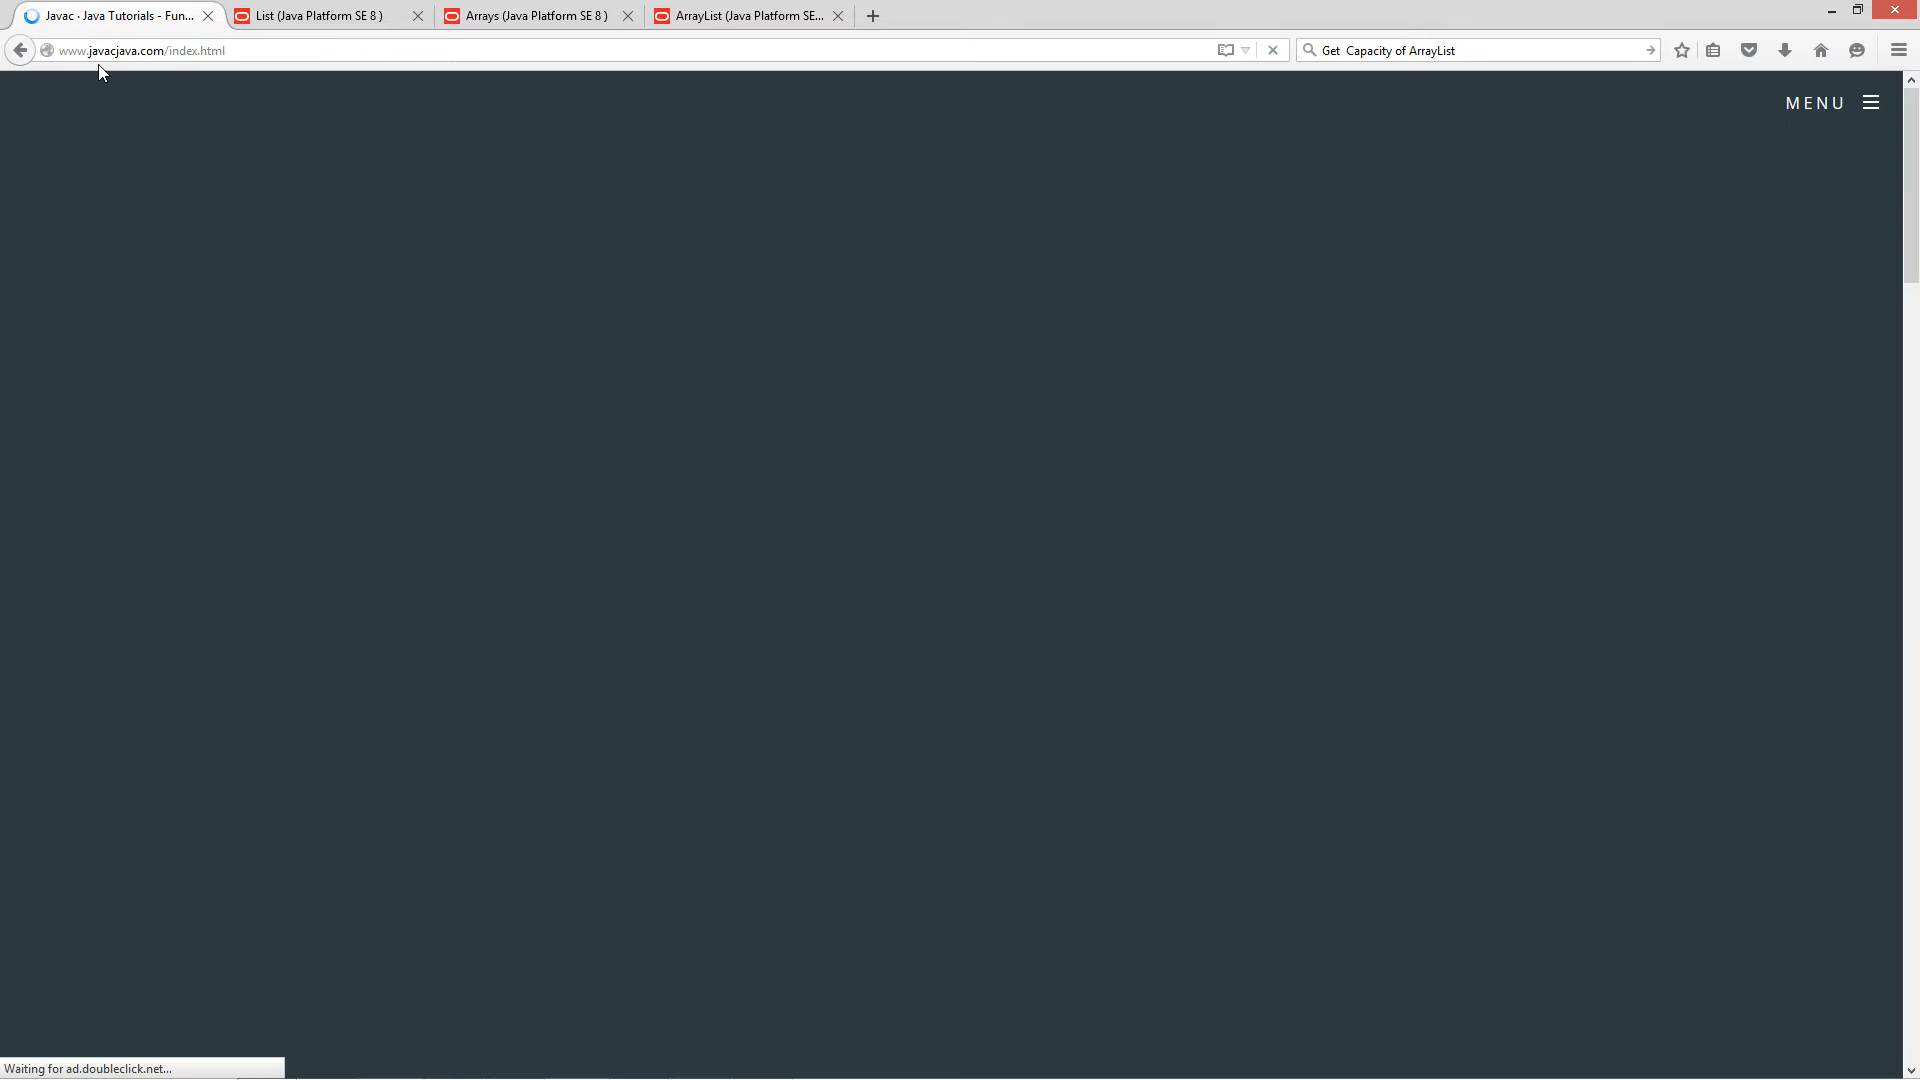 Javac · Java Tutorials - Fun...
List (Java Platform SE 8 )
Arrays (Java Platform SE 8 )
ArrayList (Java Platform SE...
www.javacjava.com/index.html
Get  Capacity of ArrayList
MENU
Waiting for ad.doubleclick.net...